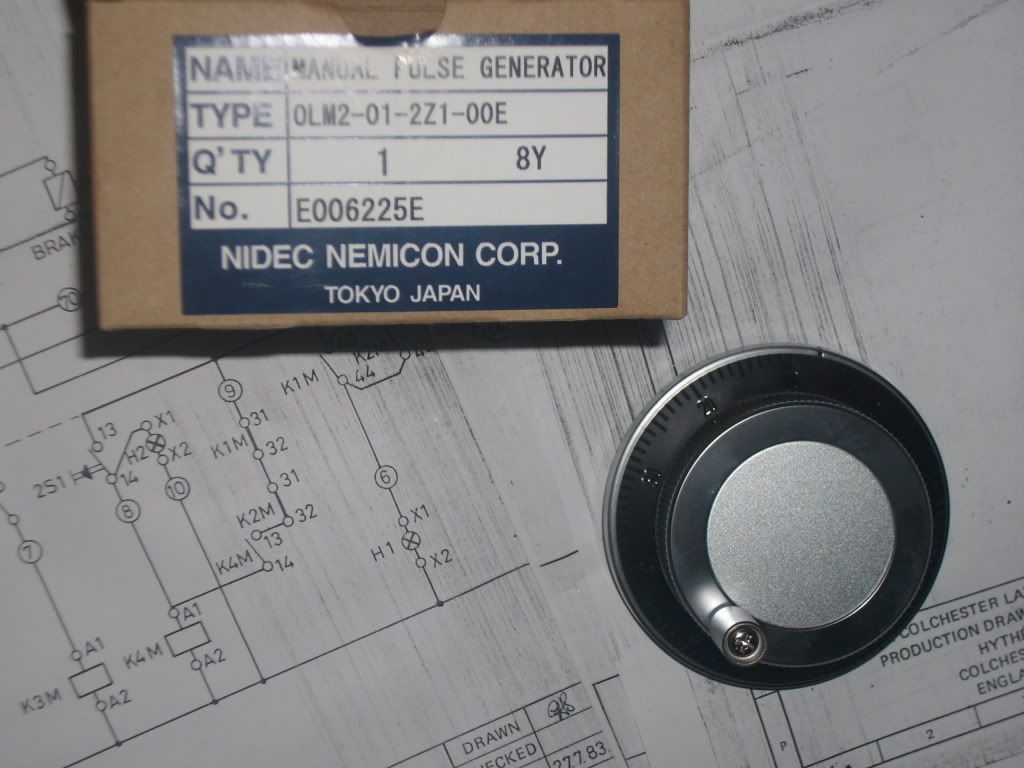 NAME MANUAL PULSE GENERATOR
TYPE OLM2-01-2Z1-00E
Q'TY 1 8Y
No. E006225E
NIDEC NEMICON CORP.
TOKYO JAPAN
BRAK
70
K1M
K2M
44
9
31
K1M
32
31
K2M
32
13
K4M
14
13
X1
H2
X2
2S1
14
10
8
7
6
X1
H1
X2
A1
K4M
A2
A1
K3M
A2
20
30
COLCHESTER LA
PRODUCTION DRAW
HYTHE
COLCHES
ENGLA
DRAWN
CHECKED
27.7.83.
P
2